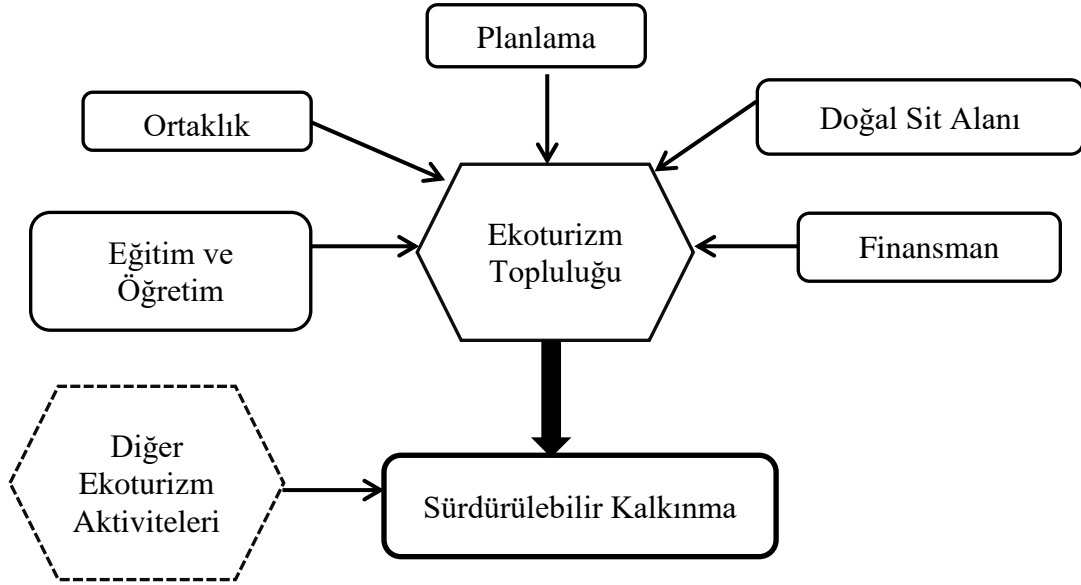 Planlama
Ortaklık
Doğal Sit Alanı
Eğitim ve
Öğretim
Ekoturizm
Topluluğu
Finansman
Diğer
Ekoturizm
Aktiviteleri
Sürdürülebilir Kalkınma